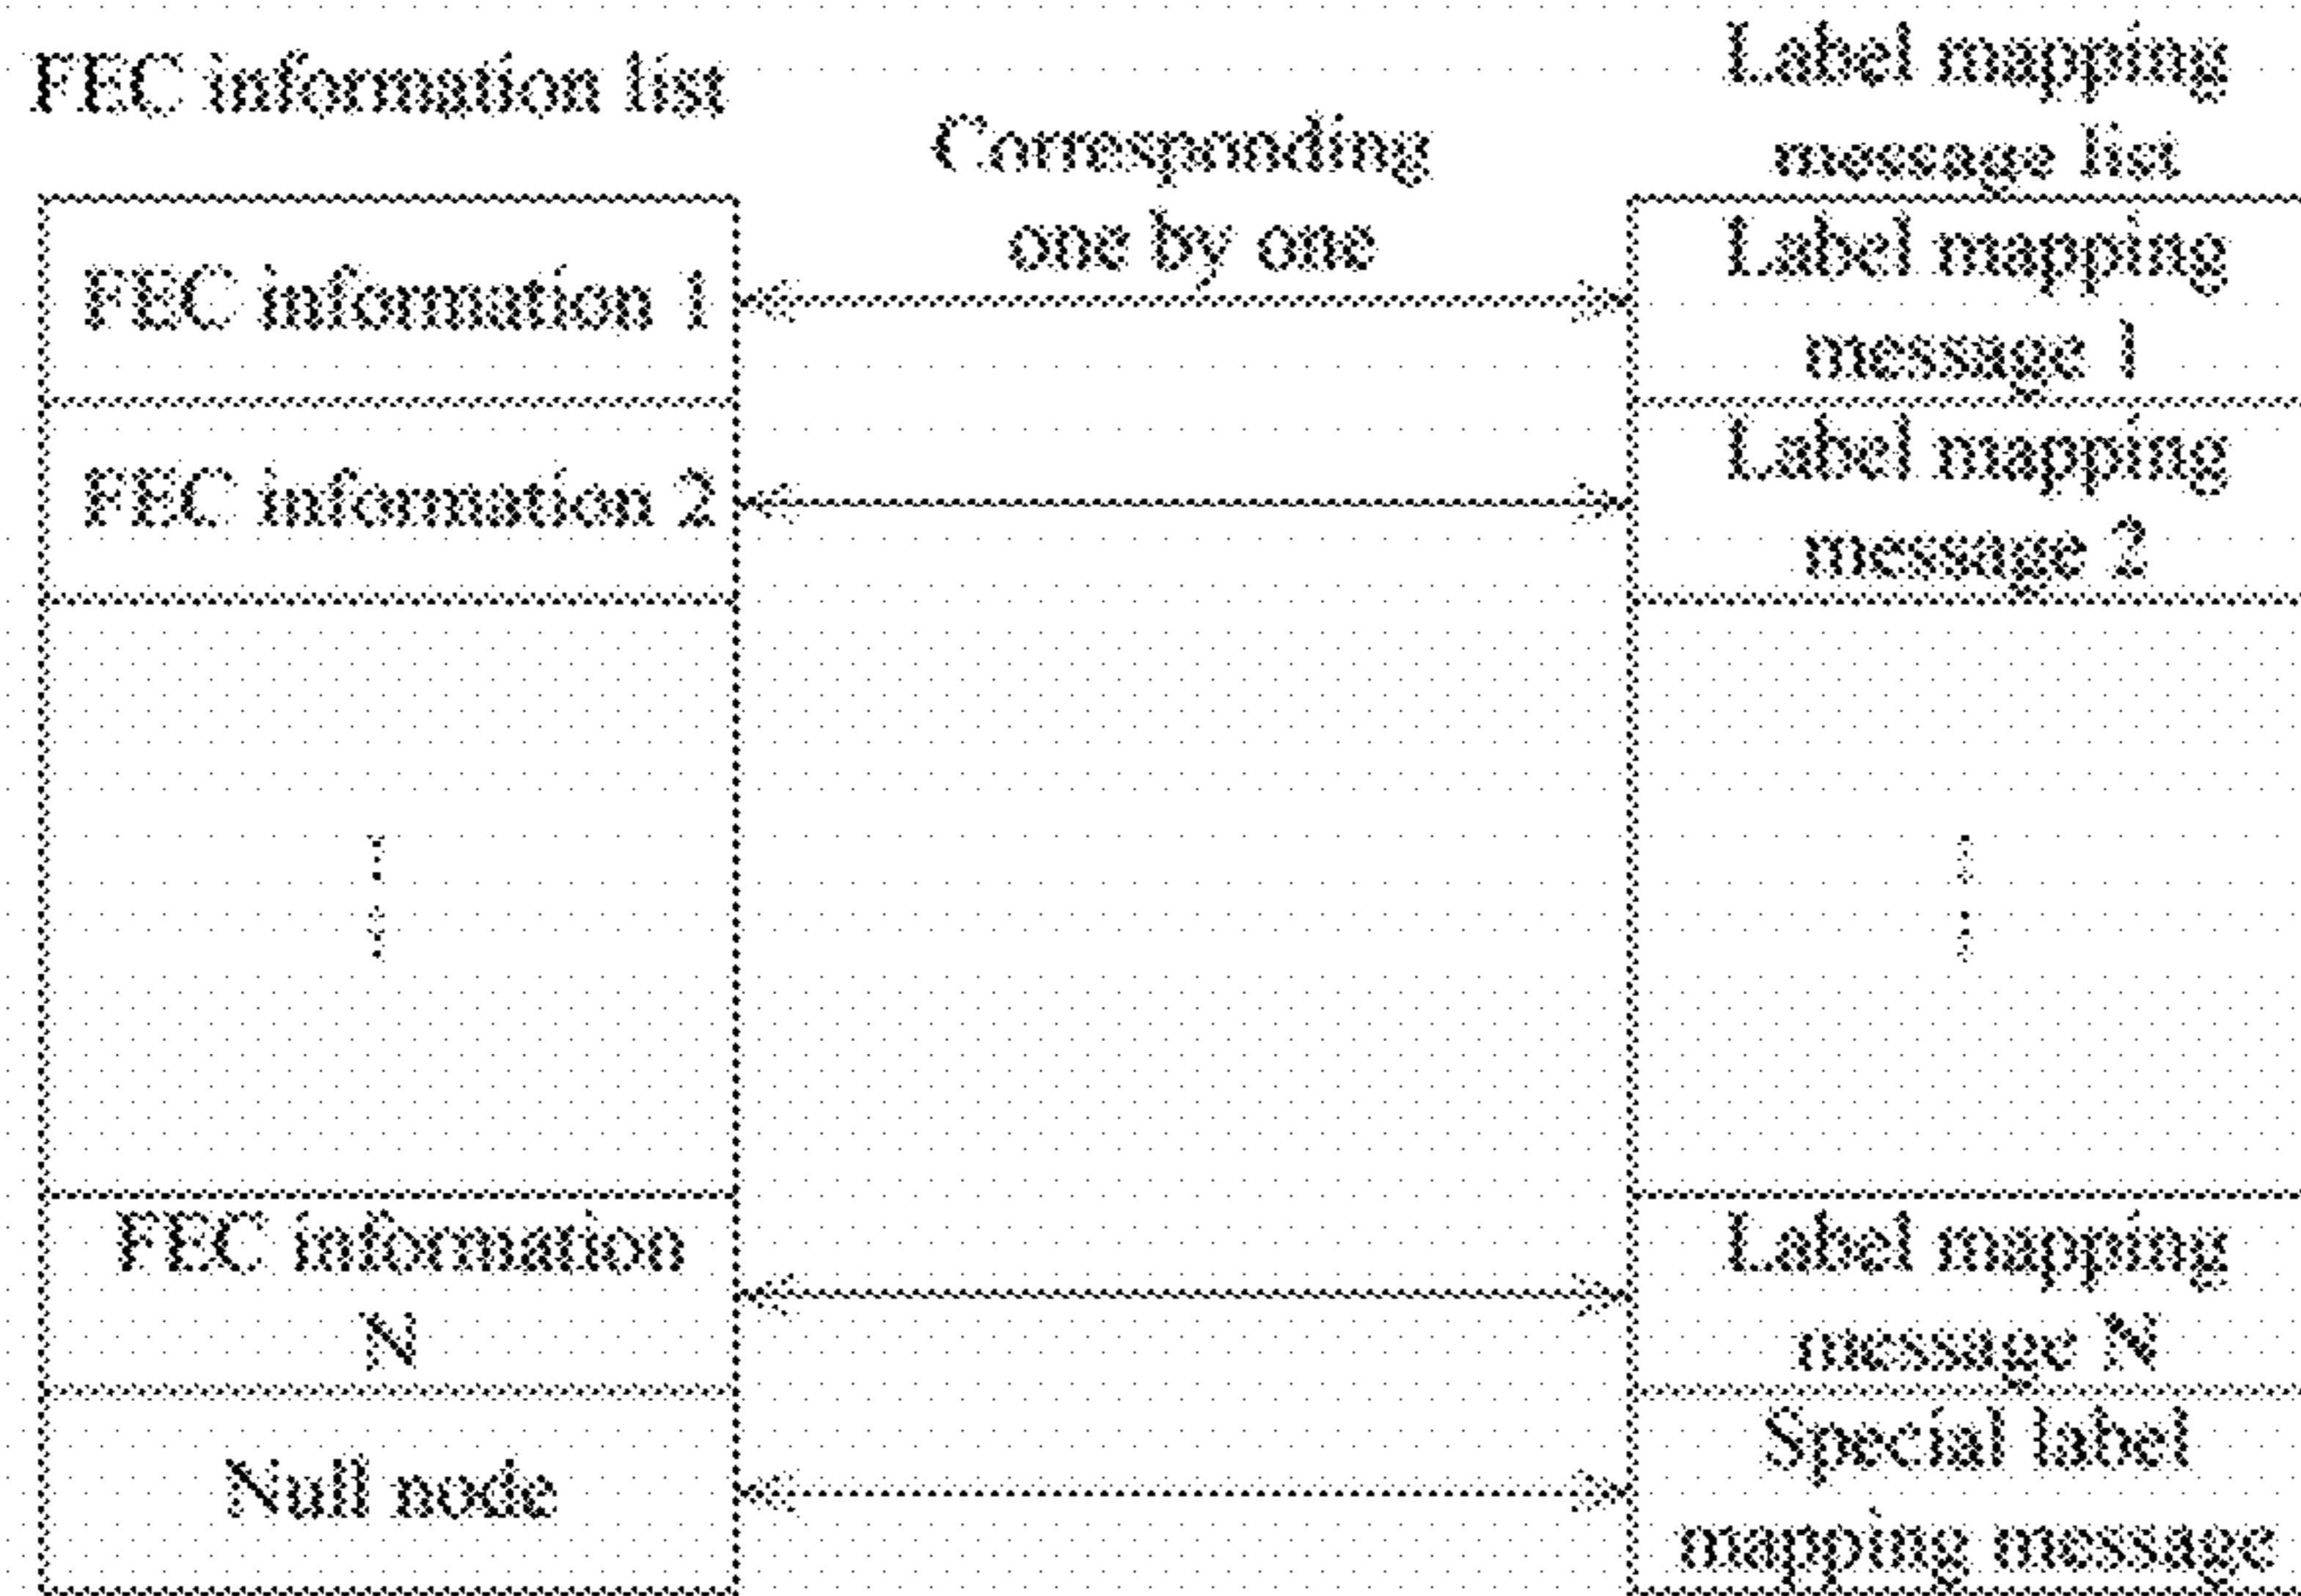 FEC information list
Corresponding
one by one
Label mapping
message list
FEC information 1
Label mapping
message 1
FEC information 2
Label mapping
message 2
FEC information
N
Label mapping
message N
Null node
Special label
mapping message